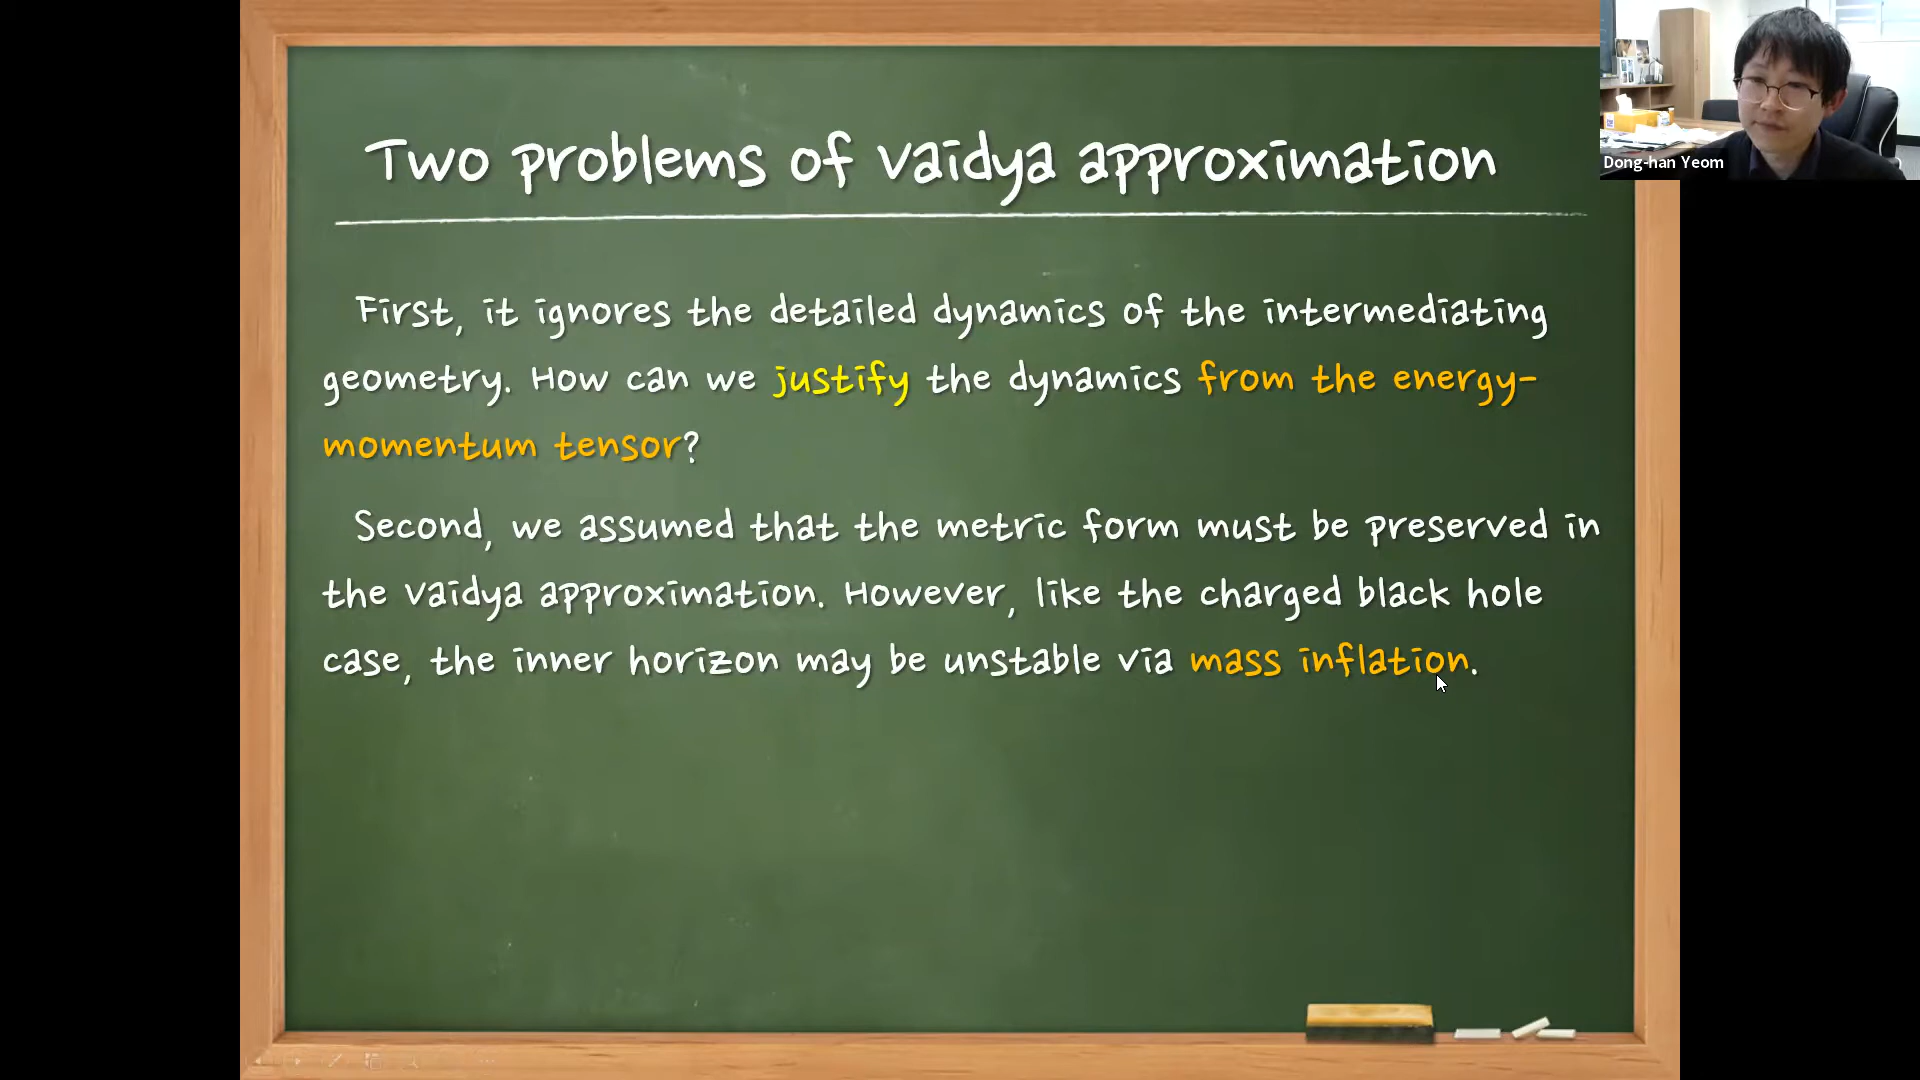 Two problems of Vaidya approximation
Dong-han Yeom
First, it ignores the detailed dynamics of the intermediating
geometry. How can we justify the dynamics from the energy-
momentum tensor?
Second, we assumed that the metric form must be preserved in
the Vaidya approximation. However, like the charged black hole
case, the inner horizon may be unstable via mass inflation.